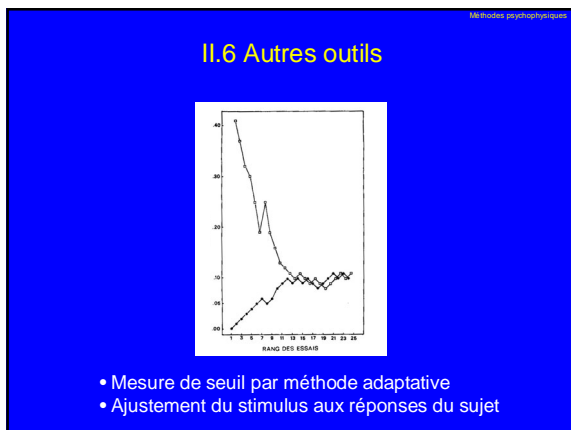 Méthodes psychophysiques
II.6 Autres outils
.40
.30
.20
.10
.05
.00
1 3 5 7 9 11 13 15 17 19 21 23 25
RANG DES ESSAIS
• Mesure de seuil par méthode adaptative
• Ajustement du stimulus aux réponses du sujet